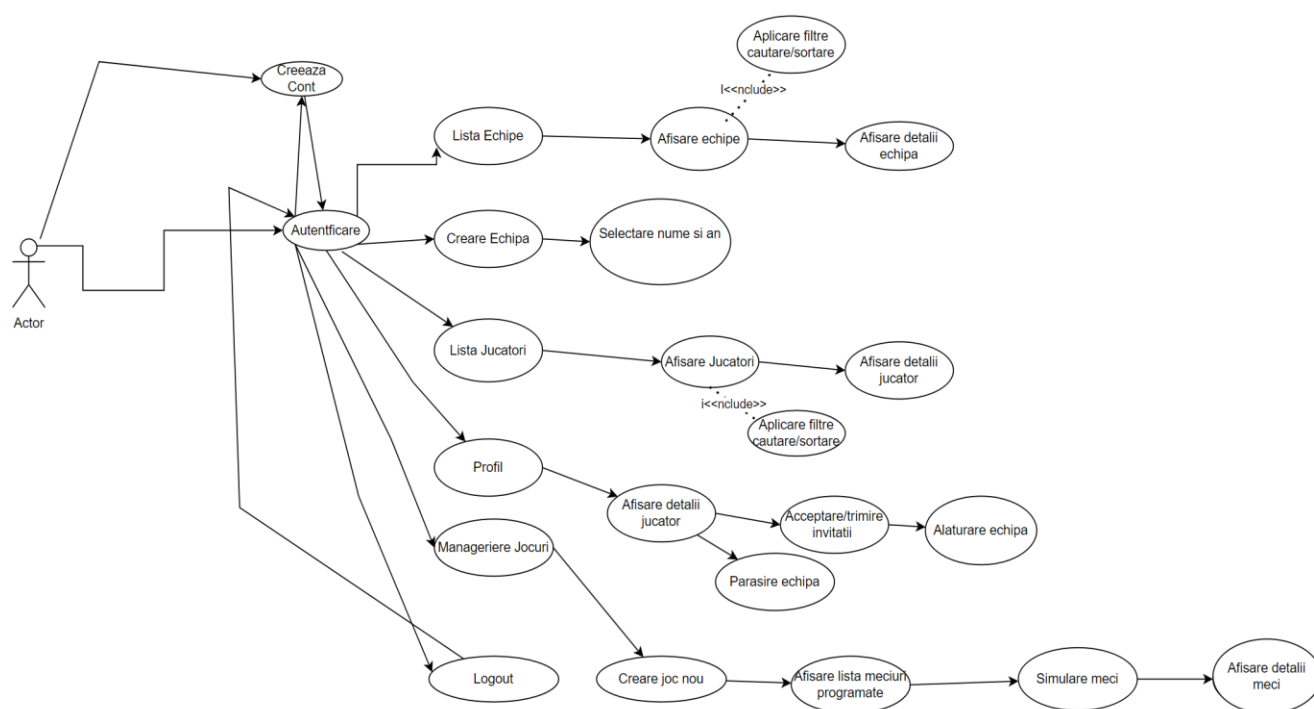 Aplicare filtre
cautare/sortare
Creeaza
Cont
I<<nclude>>
Lista Echipe
Afisare echipe
Afisare detalii
echipa
Autentficare
Creare Echipa
Selectare nume si an
Actor
Lista Jucatori
Afisare Jucatori
Afisare detalii
jucator
i<<nclude>>
Aplicare filtre
cautare/sortare
Profil
Afisare detalii
jucator
Acceptare/trimire
invitatii
Alaturare echipa
Manageriere Jocuri
Parasire echipa
Logout
Creare joc nou
Afisare lista meciuri
programate
Simulare meci
Afisare detalii
meci